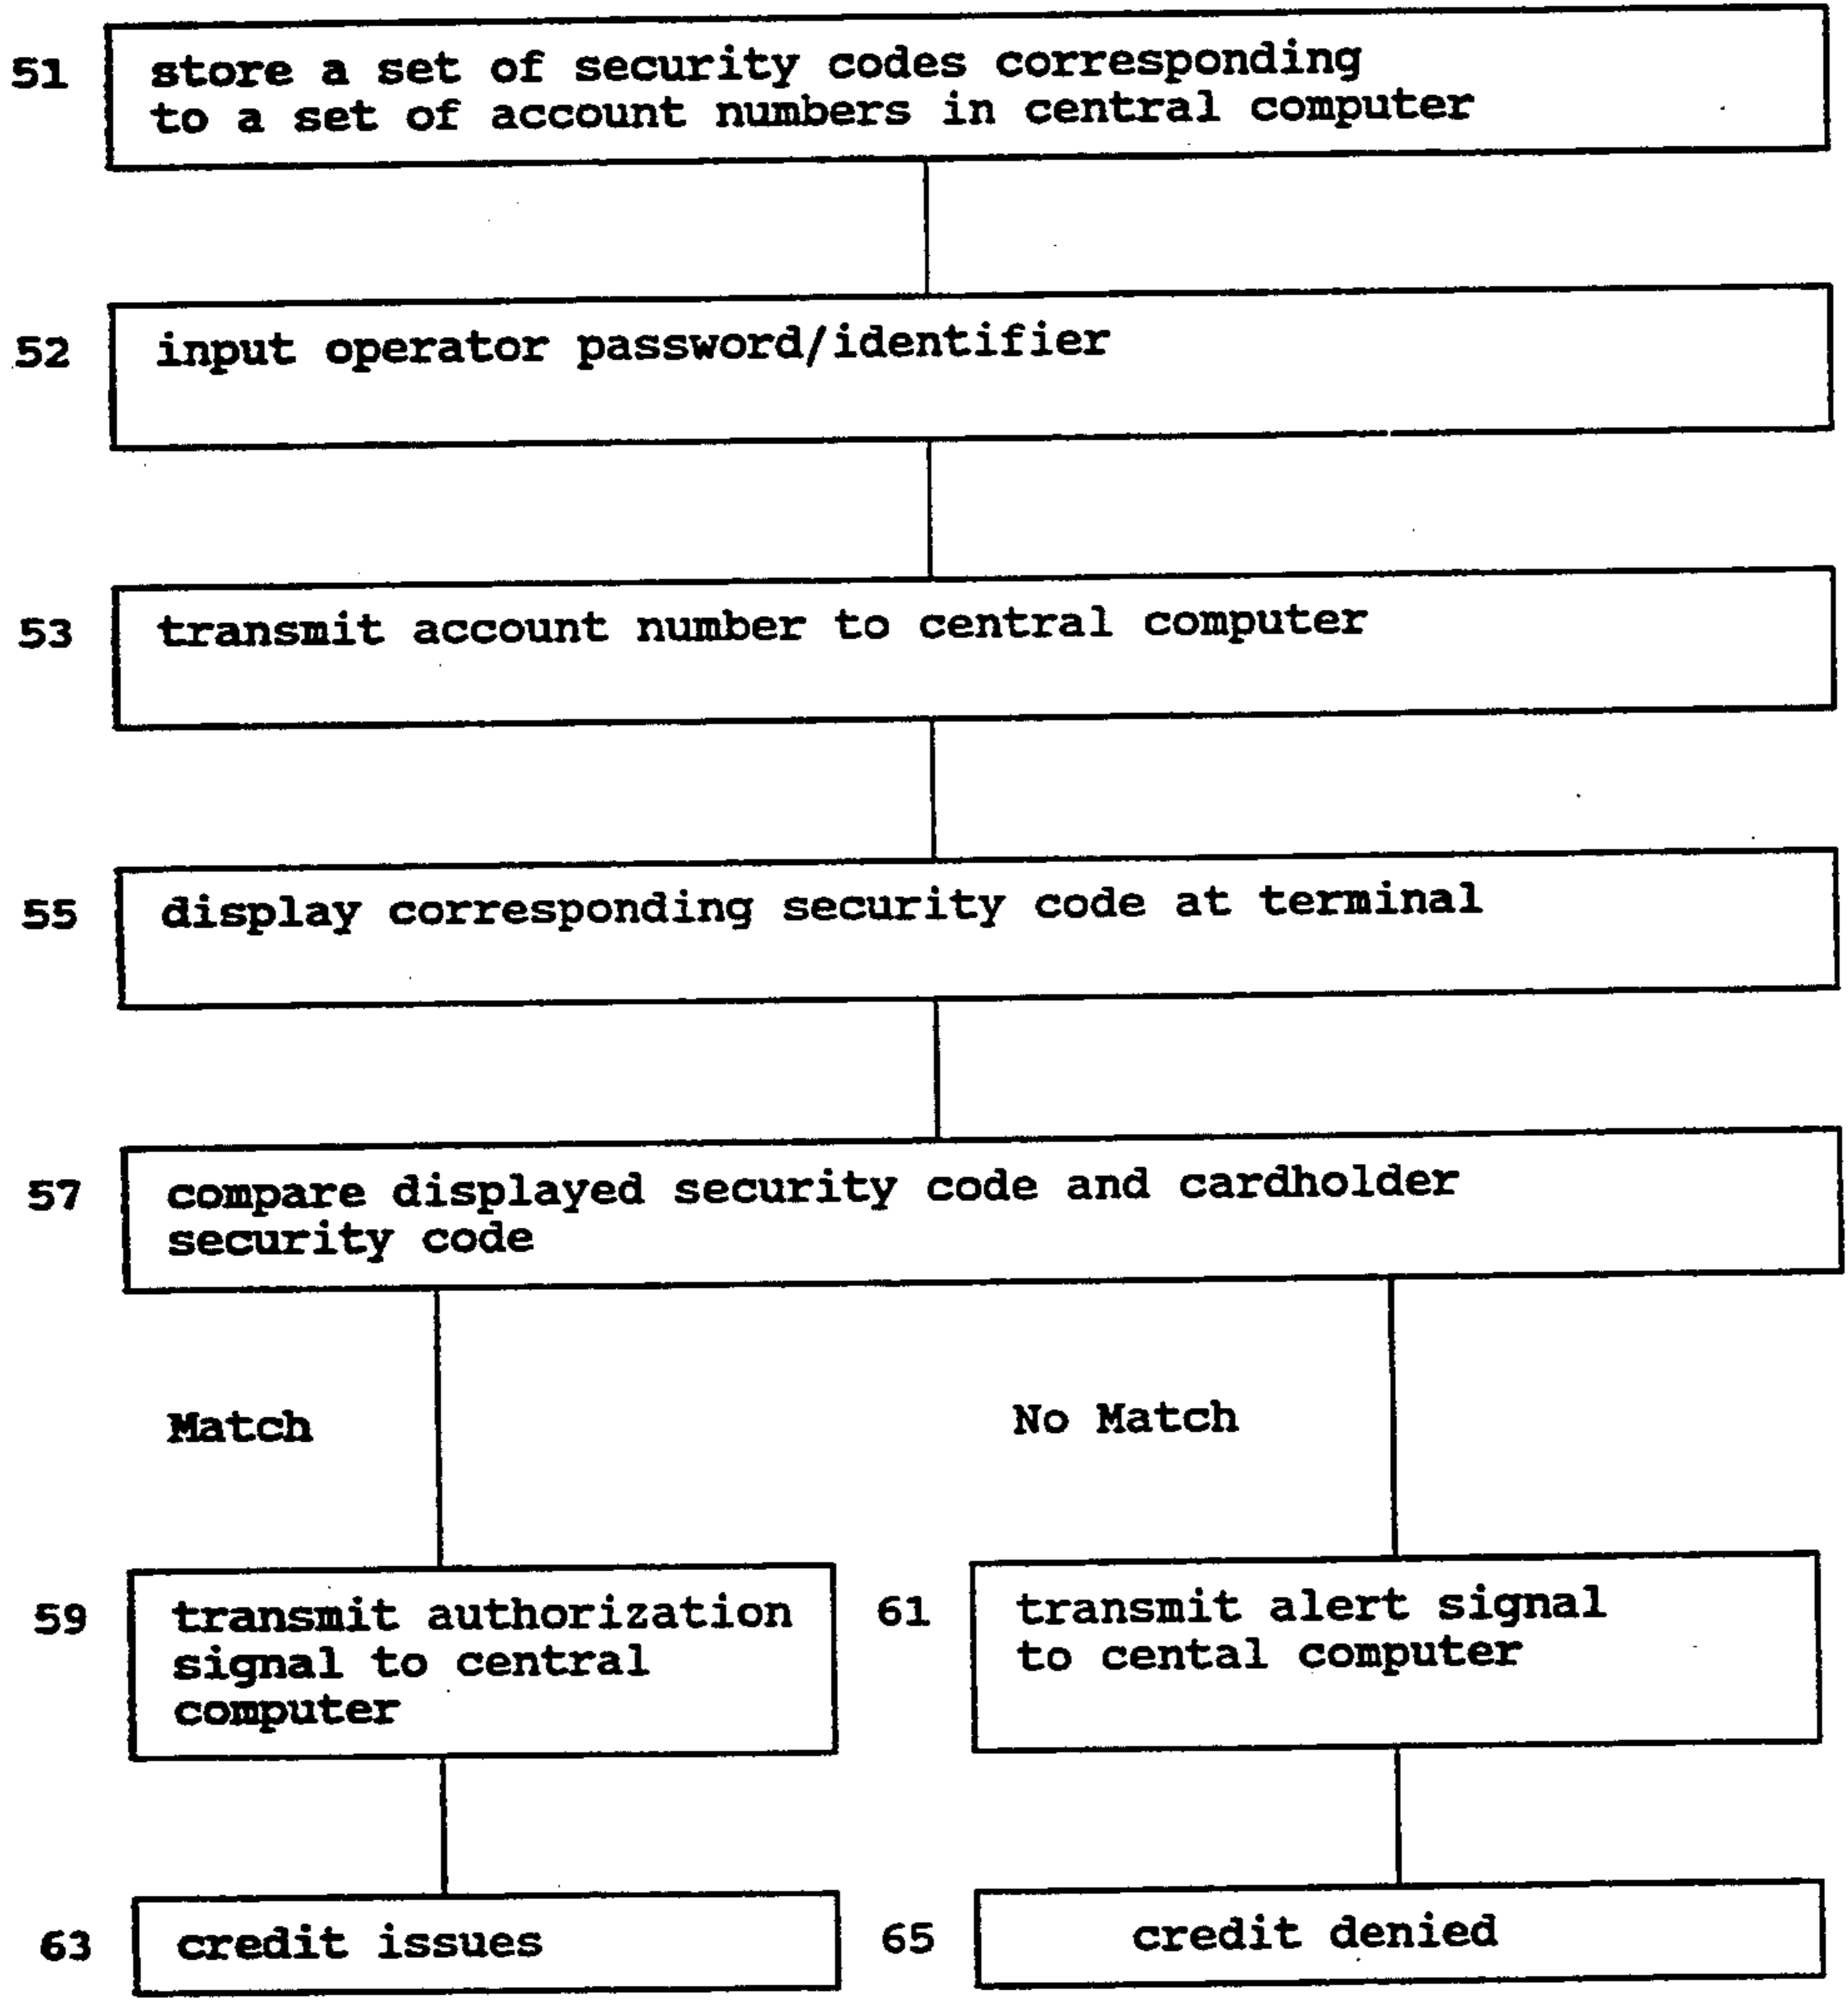 51 store a set of security codes corresponding
to a set of account numbers in central computer
52 input operator password/identifier
53 transmit account number to central computer
55 display corresponding security code at terminal
57 compare displayed security code and cardholder
security code
Match
No Match
59 transmit authorization
signal to central
computer
61 transmit alert signal
to cental computer
63 credit issues
65 credit denied